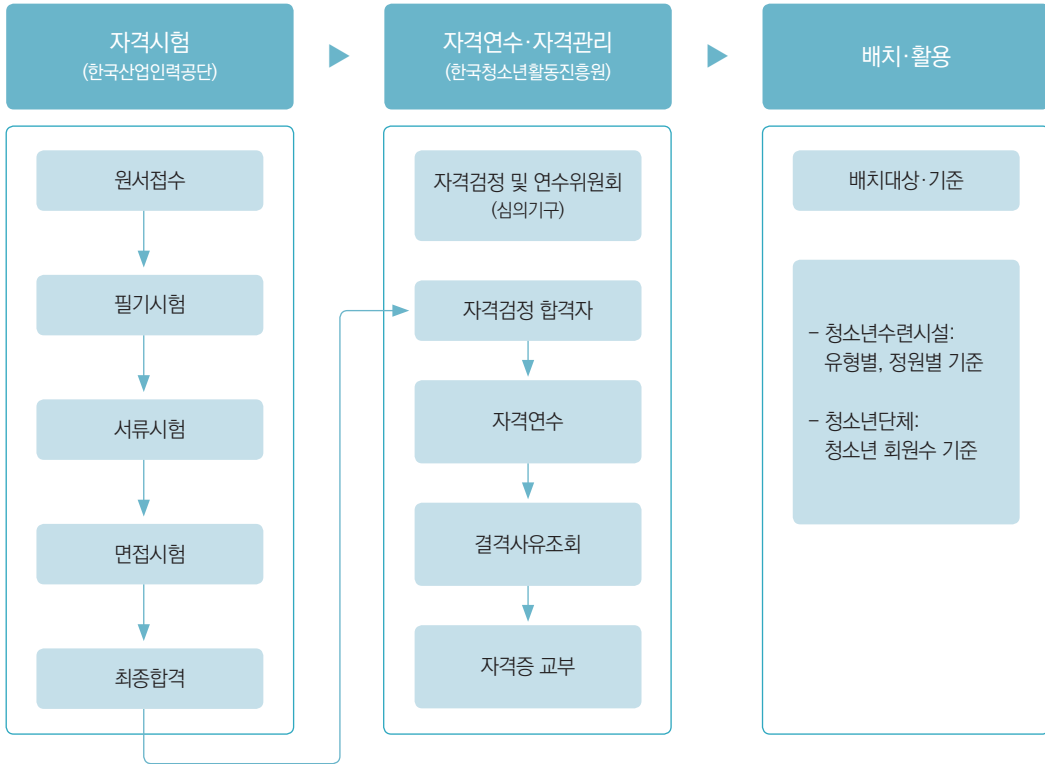 자격시험
(한국산업인력공단)
원서접수
필기시험
서류시험
면접시험
최종합격
자격연수·자격관리
(한국청소년활동진흥원)
자격검정 및 연수위원회
(심의기구)
자격검정 합격자
자격연수
결격사유조회
자격증 교부
배치·활용
배치대상·기준
- 청소년수련시설:
유형별, 정원별 기준
- 청소년단체:
청소년 회원수 기준